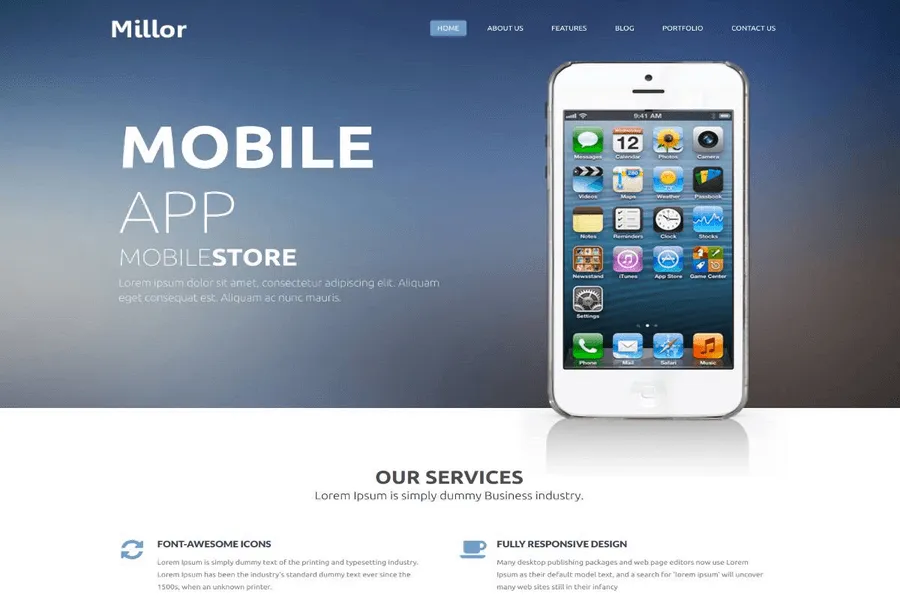 Millor
HOME ABOUT US FEATURES BLOG PORTFOLIO CONTACT US
MOBILE
APP
MOBILESTORE
Lorem ipsum dolor sit amet, consectetur adipiscing elit. Aliquam
eget consequat est. Aliquam ac nunc mauris.
9:41 AM
Wednesday
12
Messages Calendar Photos Camera
280
Videos Maps Weather Passbook
Notes Reminders Clock Stocks
Newsstand iTunes App Store Game Center
Settings
Phone Mail Safari Music
OUR SERVICES
Lorem Ipsum is simply dummy Business industry.
FONT-AWESOME ICONS
Lorem Ipsum is simply dummy text of the printing and typesetting industry.
Lorem Ipsum has been the industry's standard dummy text ever since the
1500s, when an unknown printer.
FULLY RESPONSIVE DESIGN
Many desktop publishing packages and web page editors now use Lorem
Ipsum as their default model text, and a search for 'lorem ipsum' will uncover
many web sites still in their infancy